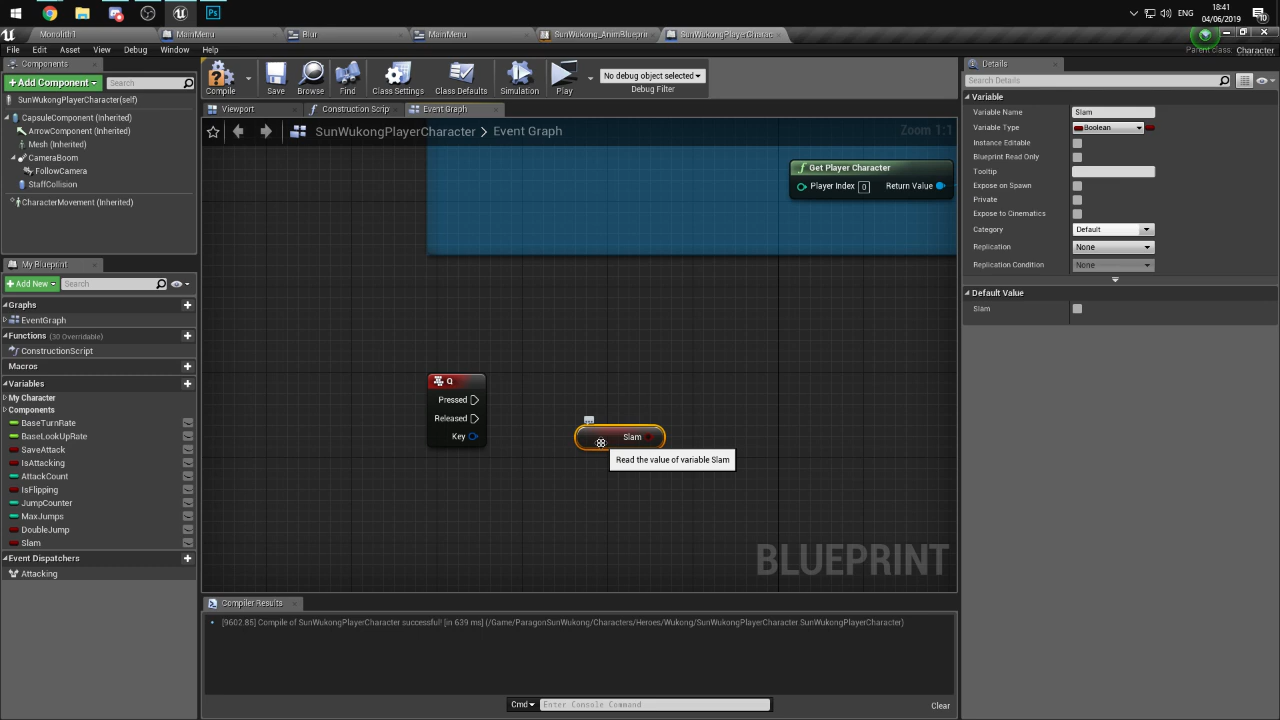 ENG
18:41
04/06/2019
Monolith1
MainMenu
Blur
MainMenu
SunWukong_AnimBlueprin
SunWukongPlayerCharac
File Edit Asset View Debug Window Help
Parent class: Character
Components
+ Add Component
Search
SunWukongPlayerCharacter(self)
CapsuleComponent (Inherited)
ArrowComponent (Inherited)
Mesh (Inherited)
CameraBoom
FollowCamera
StaffCollision
CharacterMovement (Inherited)
Compile
Save
Browse
Find
Class Settings
Class Defaults
Simulation
Play
No debug object selected
Debug Filter
Viewport
Construction Scrip
Event Graph
SunWukongPlayerCharacter > Event Graph
Zoom 1:1
Get Player Character
Player Index 0 Return Value
Q
Pressed
Released
Key
Slam
Read the value of variable Slam
BLUEPRINT
My Blueprint
+ Add New
Search
Graphs
EventGraph
Functions (30 Overridable)
ConstructionScript
Macros
Variables
My Character
Components
BaseTurnRate
BaseLookUpRate
SaveAttack
IsAttacking
AttackCount
IsFlipping
JumpCounter
MaxJumps
DoubleJump
Slam
Event Dispatchers
Attacking
Compiler Results
[9602.85] Compile of SunWukongPlayerCharacter successful! [in 639 ms] (/Game/ParagonSunWukong/Characters/Heroes/Wukong/SunWukongPlayerCharacter.SunWukongPlayerCharacter)
Cmd
Enter Console Command
Clear
Details
Search Details
Variable
Variable Name Slam
Variable Type Boolean
Instance Editable
Blueprint Read Only
Tooltip
Expose on Spawn
Private
Expose to Cinematics
Category Default
Replication None
Replication Condition None
Default Value
Slam